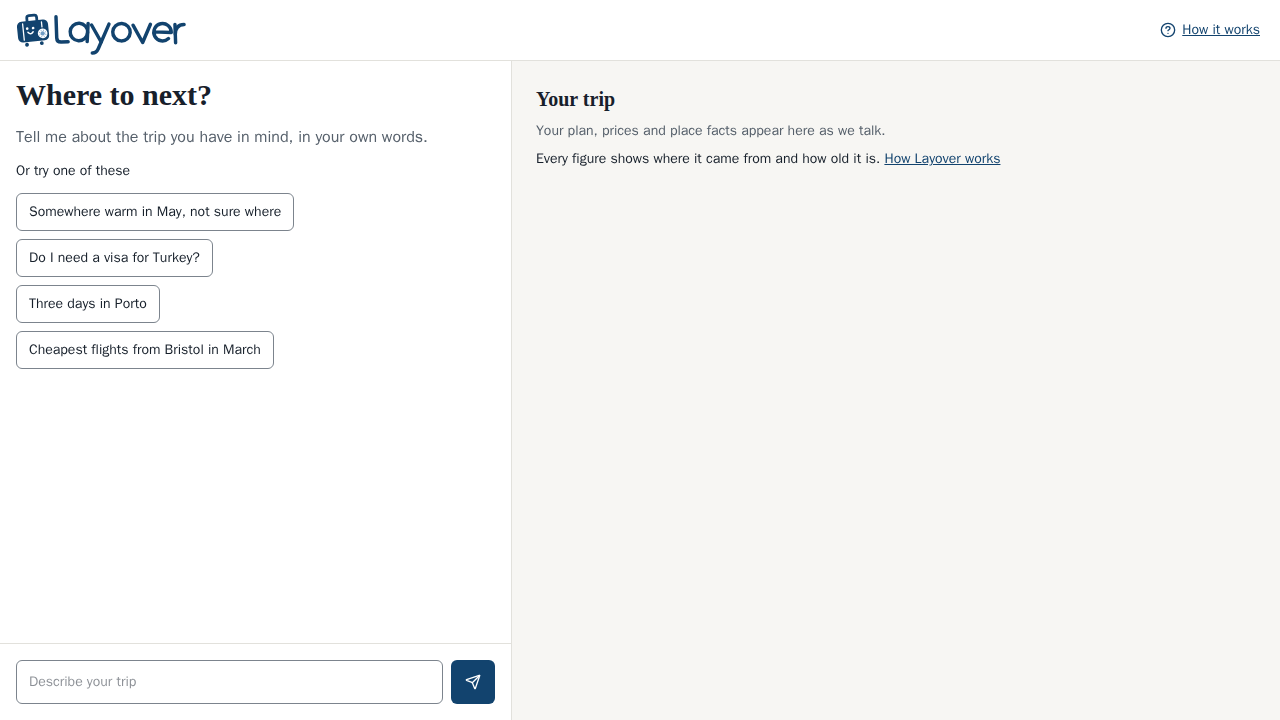 Layover
How it works
Where to next?
Tell me about the trip you have in mind, in your own words.
Or try one of these
Somewhere warm in May, not sure where
Do I need a visa for Turkey?
Three days in Porto
Cheapest flights from Bristol in March
Describe your trip
Your trip
Your plan, prices and place facts appear here as we talk.
Every figure shows where it came from and how old it is. How Layover works